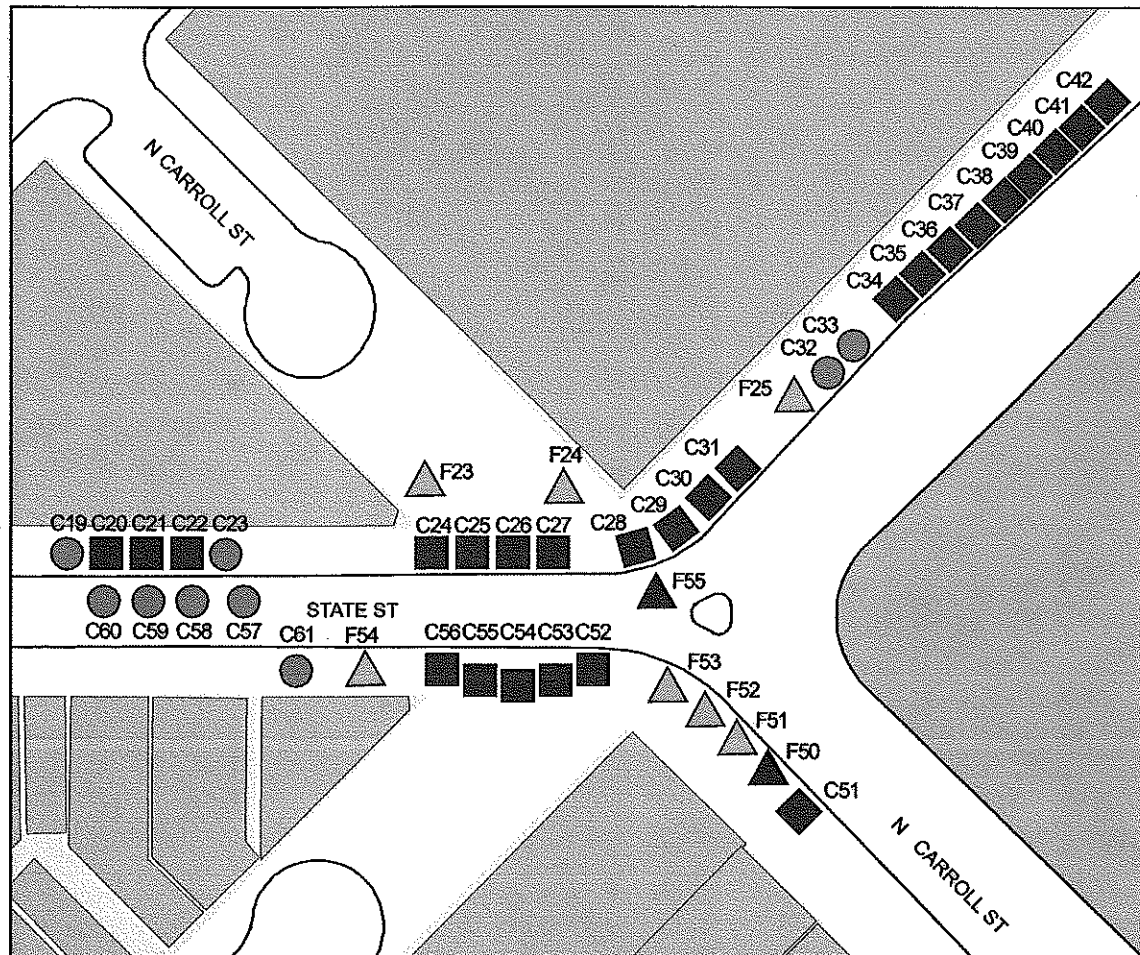 N CARROLL ST
C42
C41
C40
C39
C38
C37
C36
C35
C34
C33
C32
F25
C31
C30
C29
C28
F23
F24
C19 C20 C21 C22 C23
C24 C25 C26 C27
F55
STATE ST
C60 C59 C58 C57
C61 F54
C56 C55 C54 C53 C52
F53
F52
F51
F50
C51
N CARROLL ST